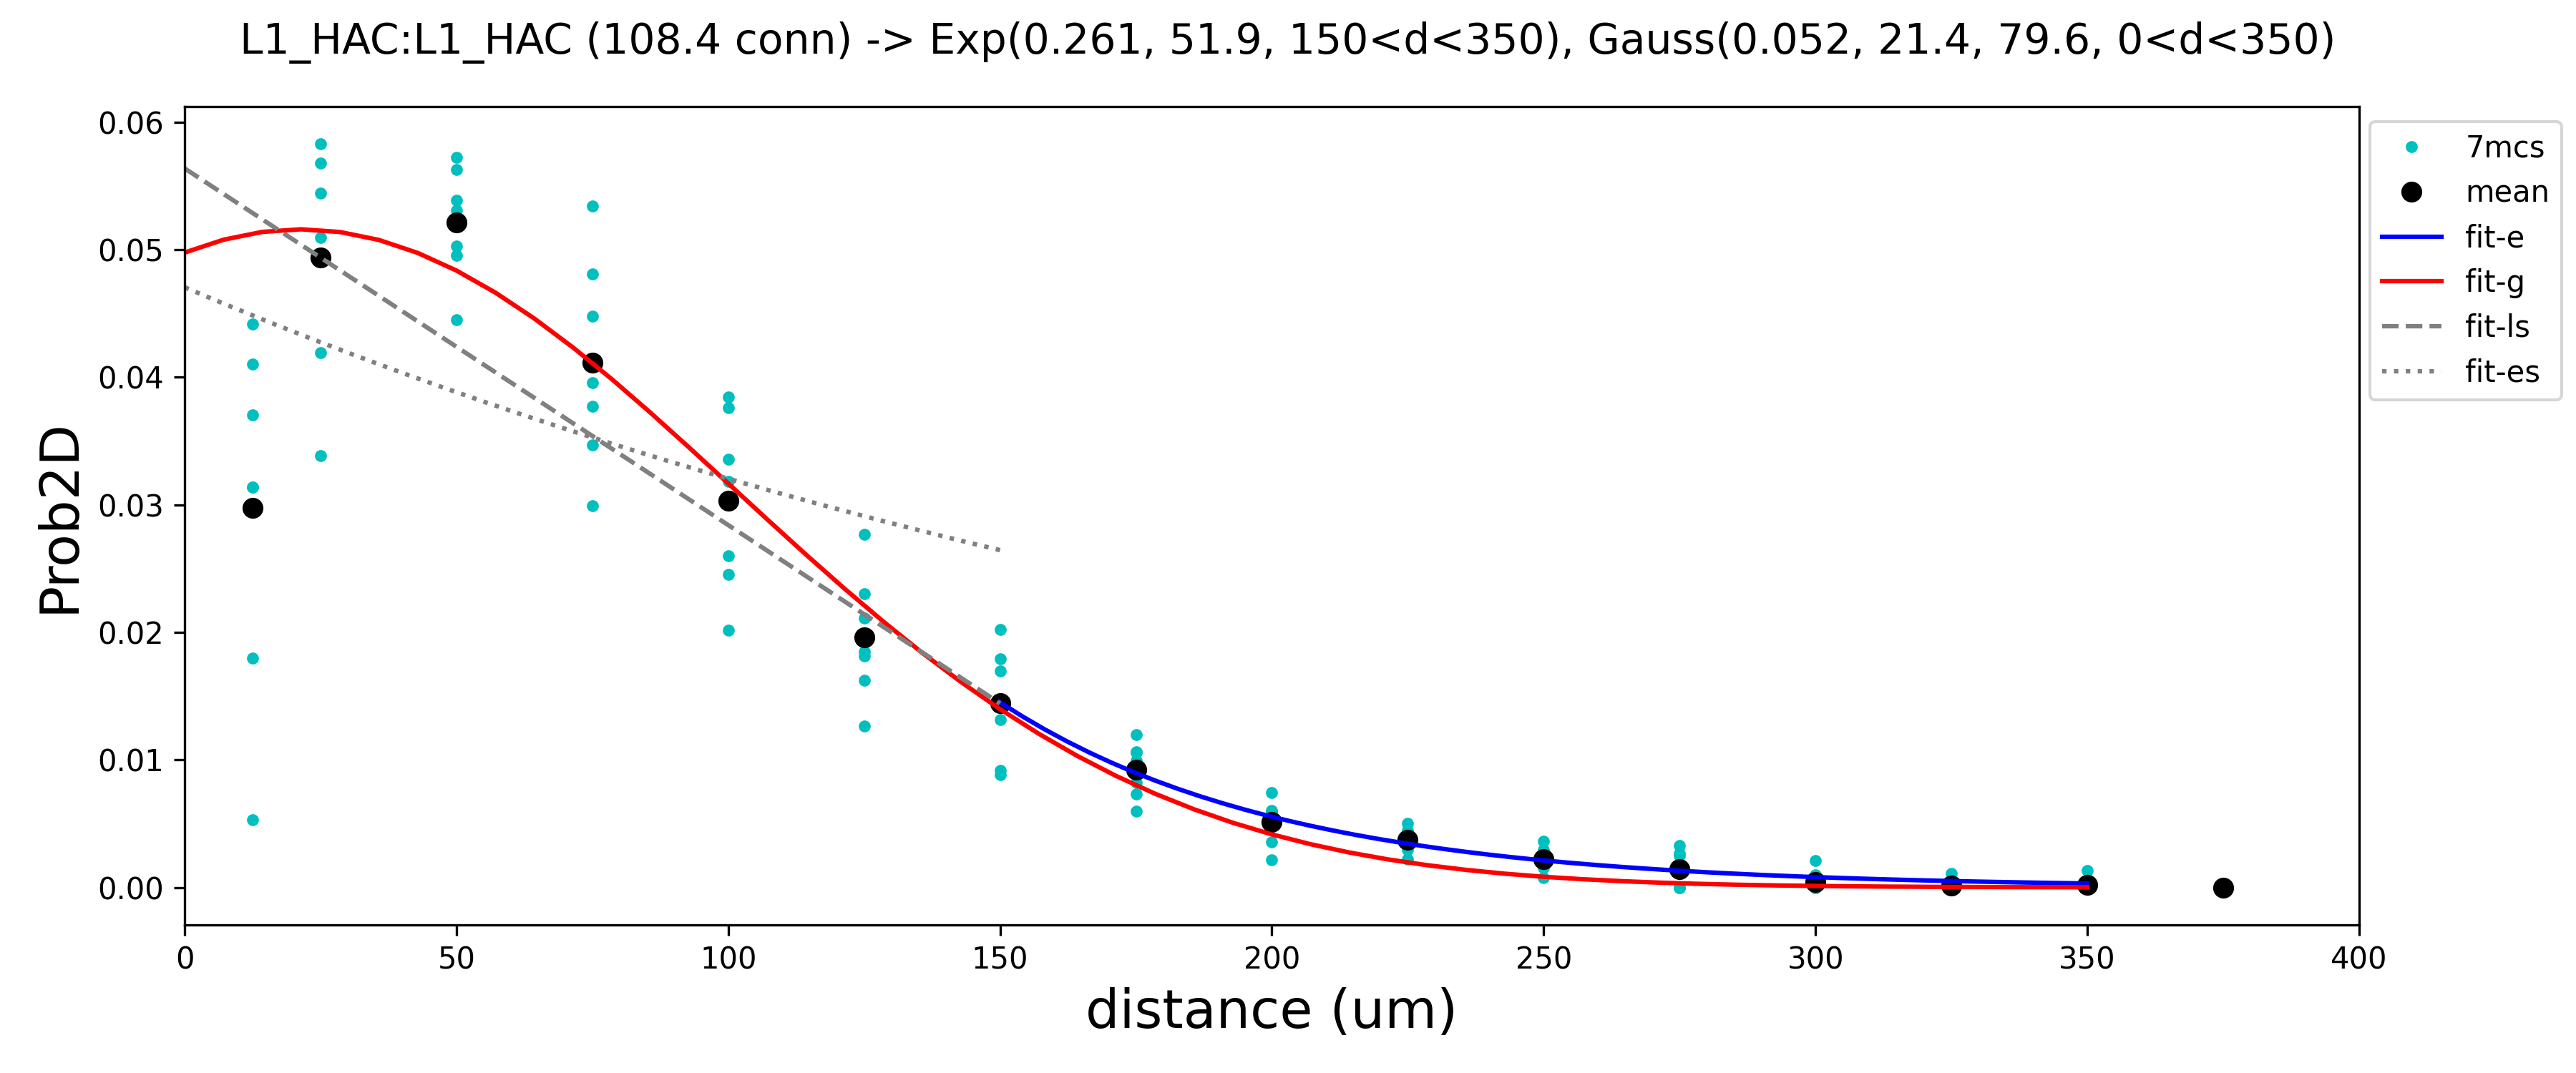 L1_HAC:L1_HAC (108.4 conn) -> Exp(0.261, 51.9, 150<d<350), Gauss(0.052, 21.4, 79.6, 0<d<350)
0.06
0.05
0.04
0.03
0.02
0.01
0.00
Prob2D
0 50 100 150 200 250 300 350 400
distance (um)
7mcs
mean
fit-e
fit-g
fit-ls
fit-es